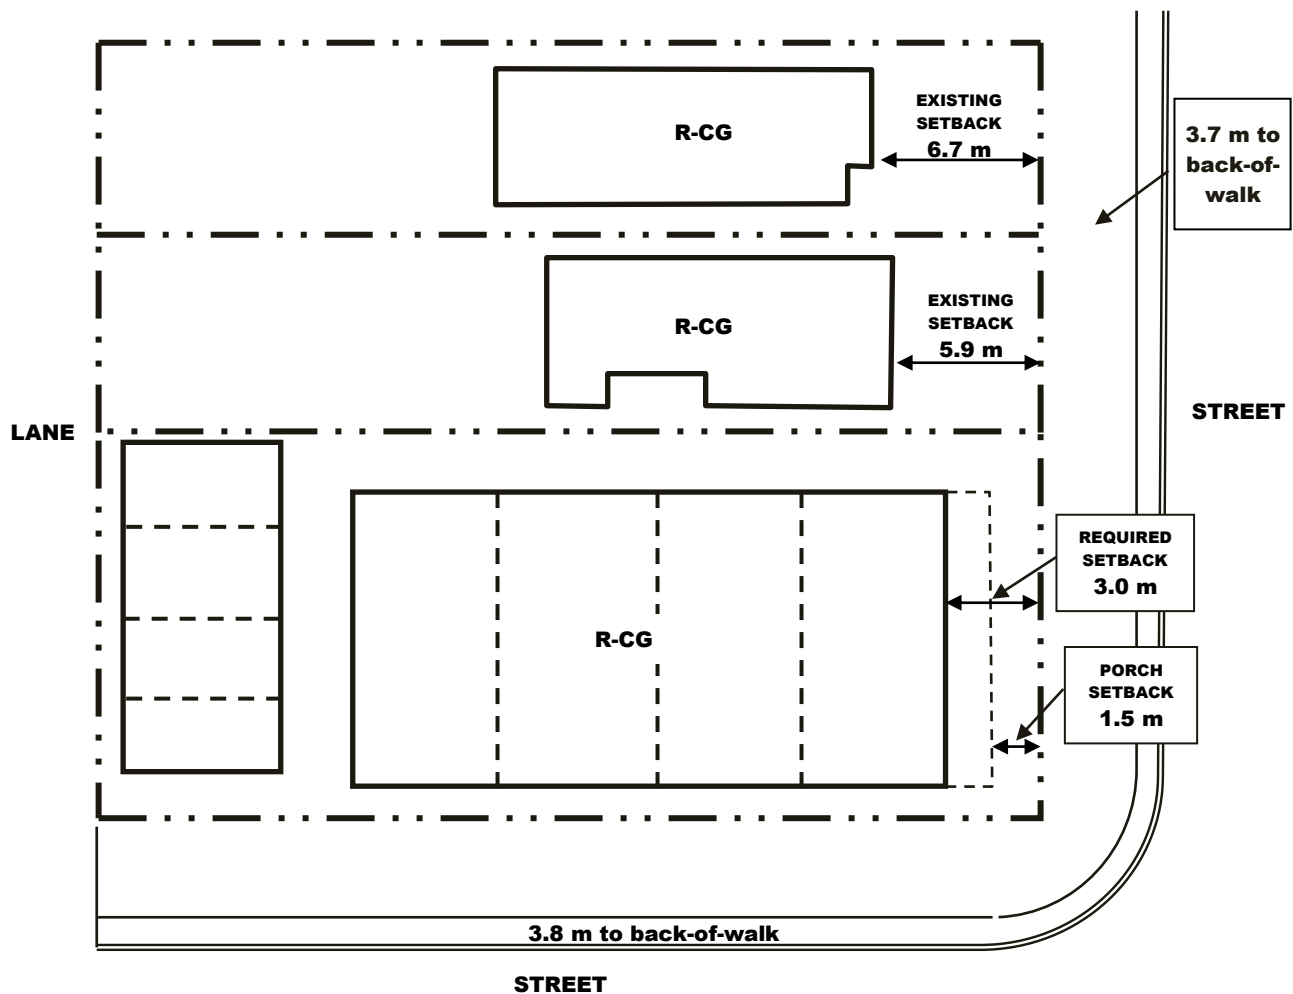 EXISTING
SETBACK
6.7 m
R-CG
3.7 m to
back-of-
walk
EXISTING
SETBACK
5.9 m
R-CG
STREET
LANE
REQUIRED
SETBACK
3.0 m
R-CG
PORCH
SETBACK
1.5 m
3.8 m to back-of-walk
STREET